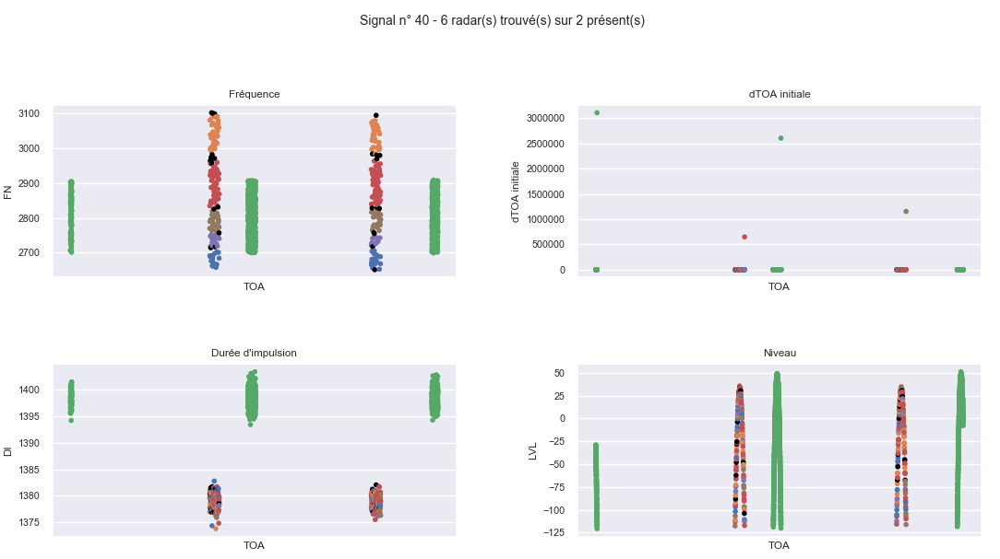 Signal n° 40 - 6 radar(s) trouvé(s) sur 2 présent(s)
Fréquence
3100
3000
2900
2800
2700
FN
TOA
dTOA initiale
3000000
2500000
2000000
1500000
1000000
500000
0
dTOA initiale
TOA
Durée d'impulsion
1400
1395
1390
1385
1380
1375
DI
TOA
Niveau
50
25
0
−25
−50
−75
−100
−125
LVL
TOA